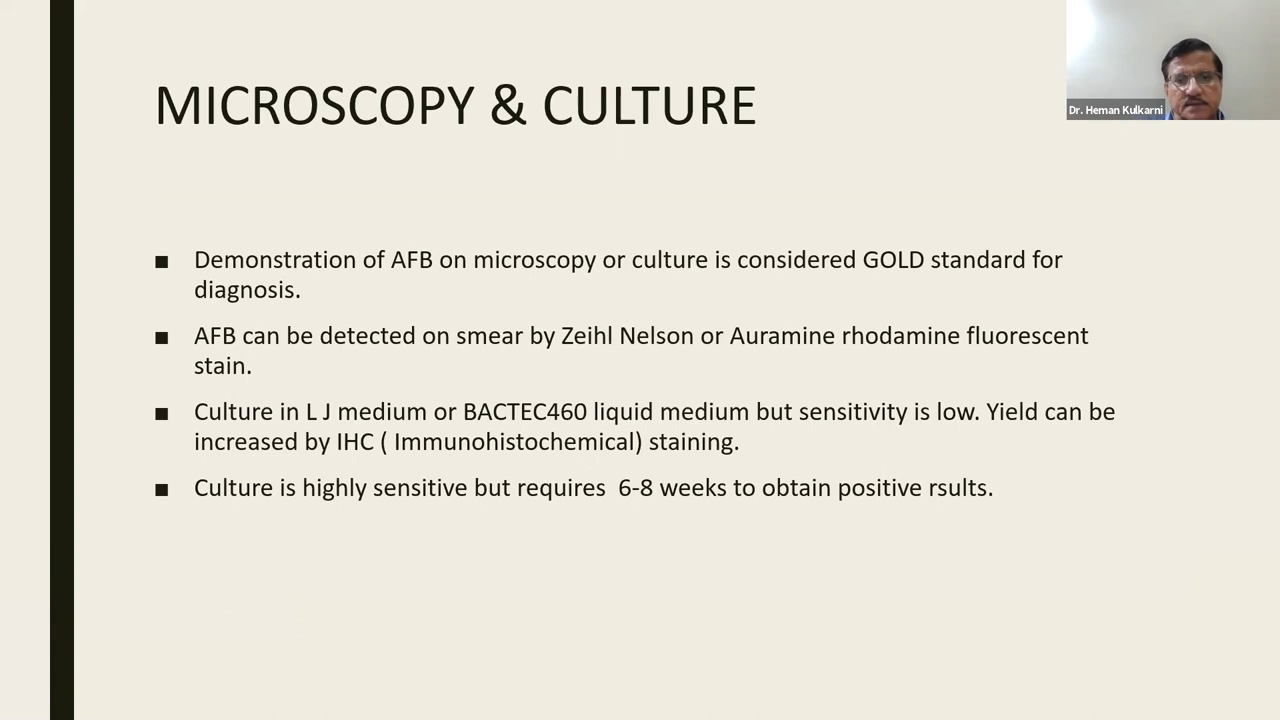 MICROSCOPY & CULTURE
Dr. Heman Kulkarni
■ Demonstration of AFB on microscopy or culture is considered GOLD standard for
diagnosis.
■ AFB can be detected on smear by Zeihl Nelson or Auramine rhodamine fluorescent
stain.
■ Culture in L J medium or BACTEC460 liquid medium but sensitivity is low. Yield can be
increased by IHC ( Immunohistochemical) staining.
■ Culture is highly sensitive but requires  6-8 weeks to obtain positive rsults.